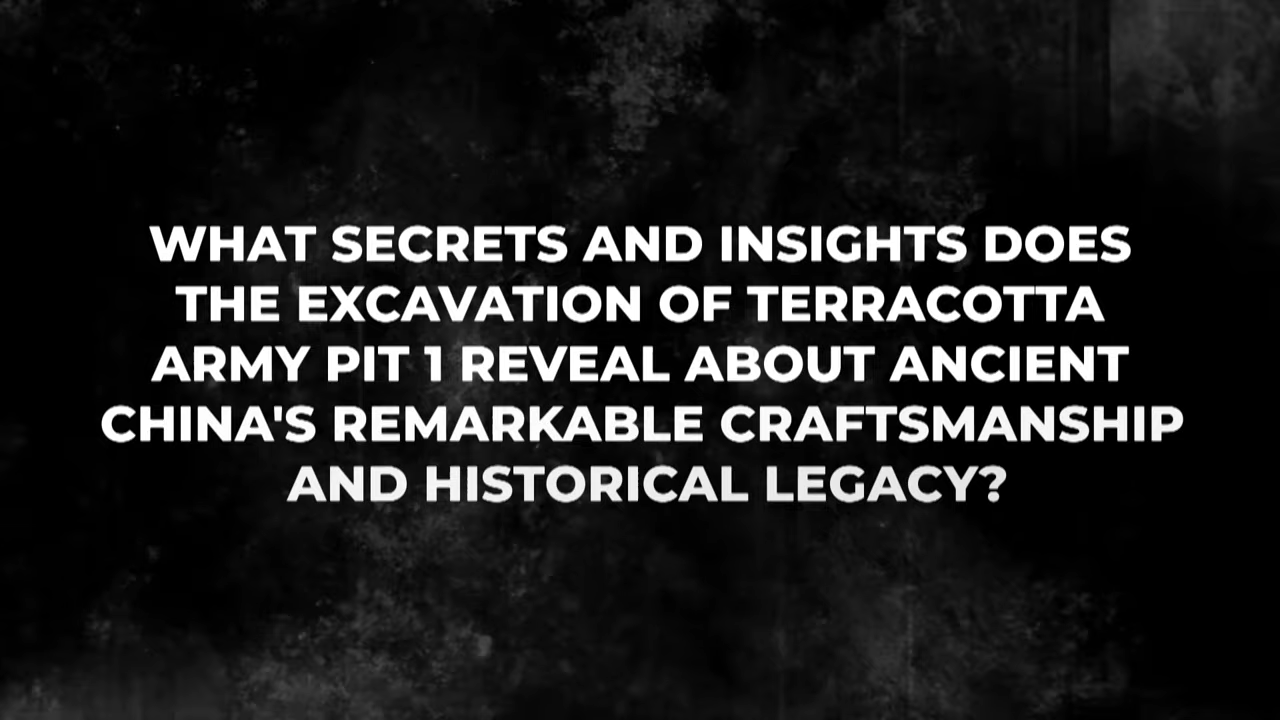 WHAT SECRETS AND INSIGHTS DOES
THE EXCAVATION OF TERRACOTTA
ARMY PIT 1 REVEAL ABOUT ANCIENT
CHINA'S REMARKABLE CRAFTSMANSHIP
AND HISTORICAL LEGACY?